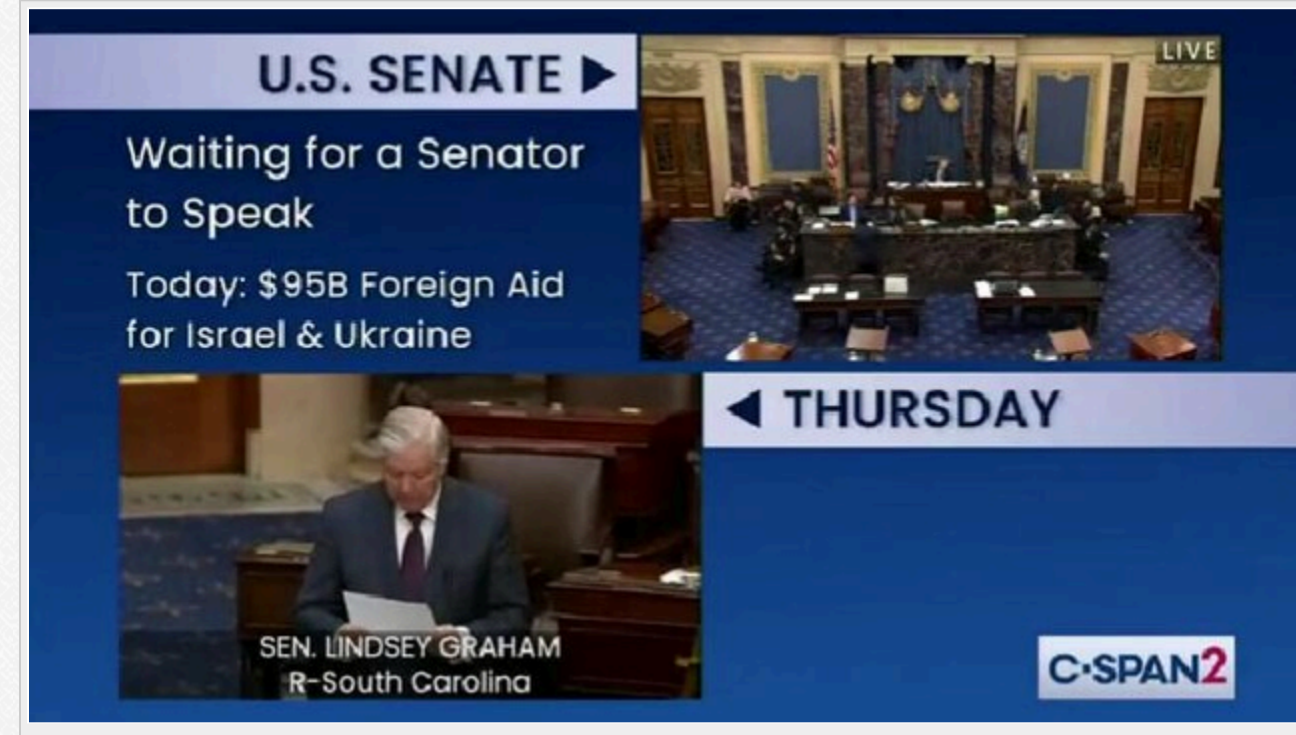 U.S. SENATE
LIVE
Waiting for a Senator
to Speak
Today: $95B Foreign Aid
for Israel & Ukraine
THURSDAY
SEN. LINDSEY GRAHAM
R-South Carolina
C·SPAN2